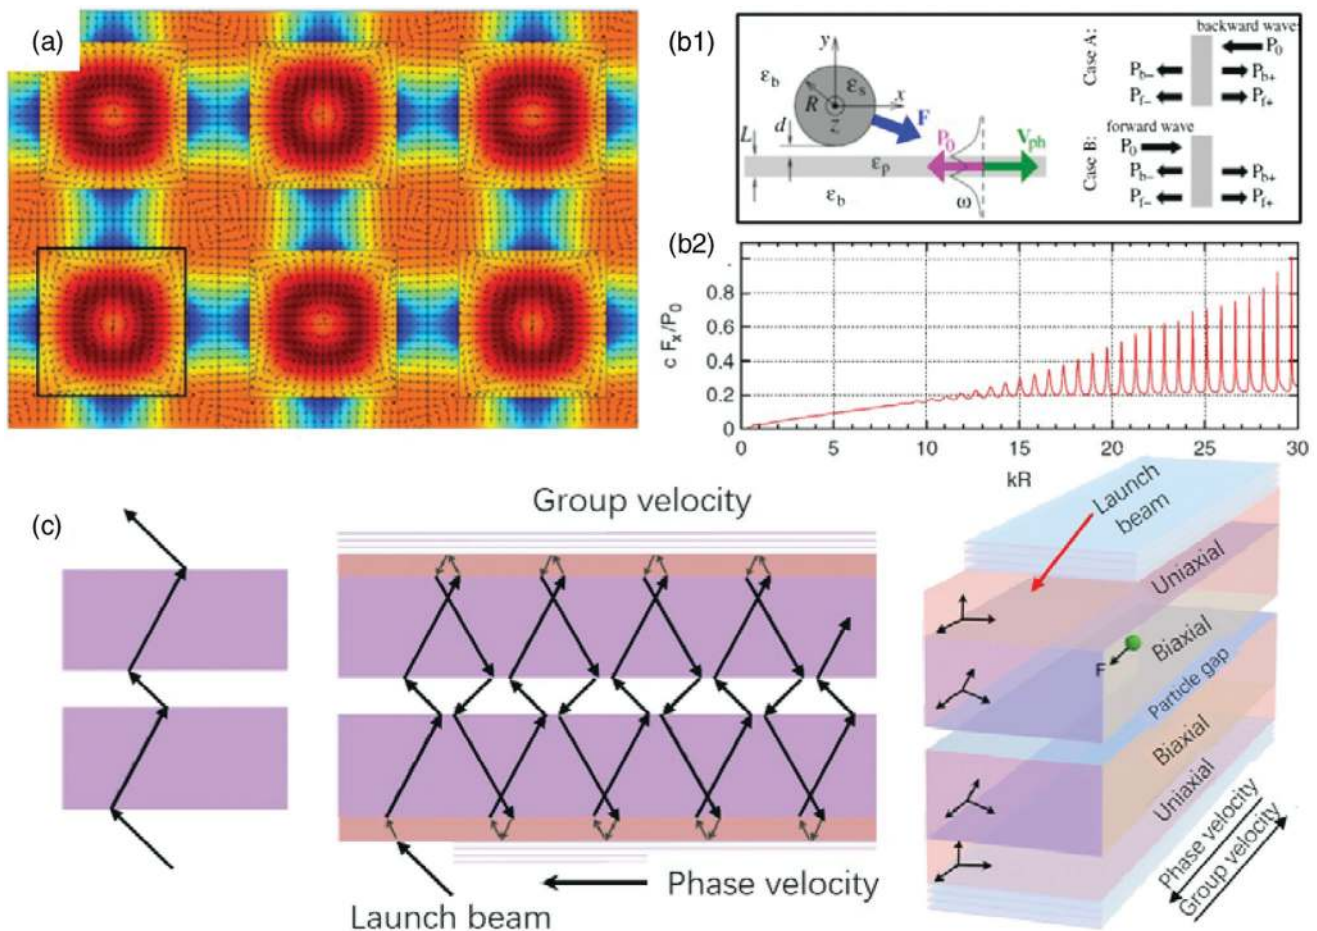 (a)
(b1)
y
x
z
R
d
L
ε_b
ε_s
F
P_0
V_ph
ε_p
ε_b
ω
Case A:
backward wave
P_0
P_b−
P_b+
P_f−
P_f+
Case B:
forward wave
P_0
P_b−
P_b+
P_f−
P_f+
(b2)
c F_x/P_0
0.8
0.6
0.4
0.2
0
0
5
10
15
20
25
30
kR
(c)
Group velocity
Phase velocity
Launch beam
Launch
beam
Uniaxial
Biaxial
F
Particle gap
Biaxial
Uniaxial
Phase velocity
Group velocity